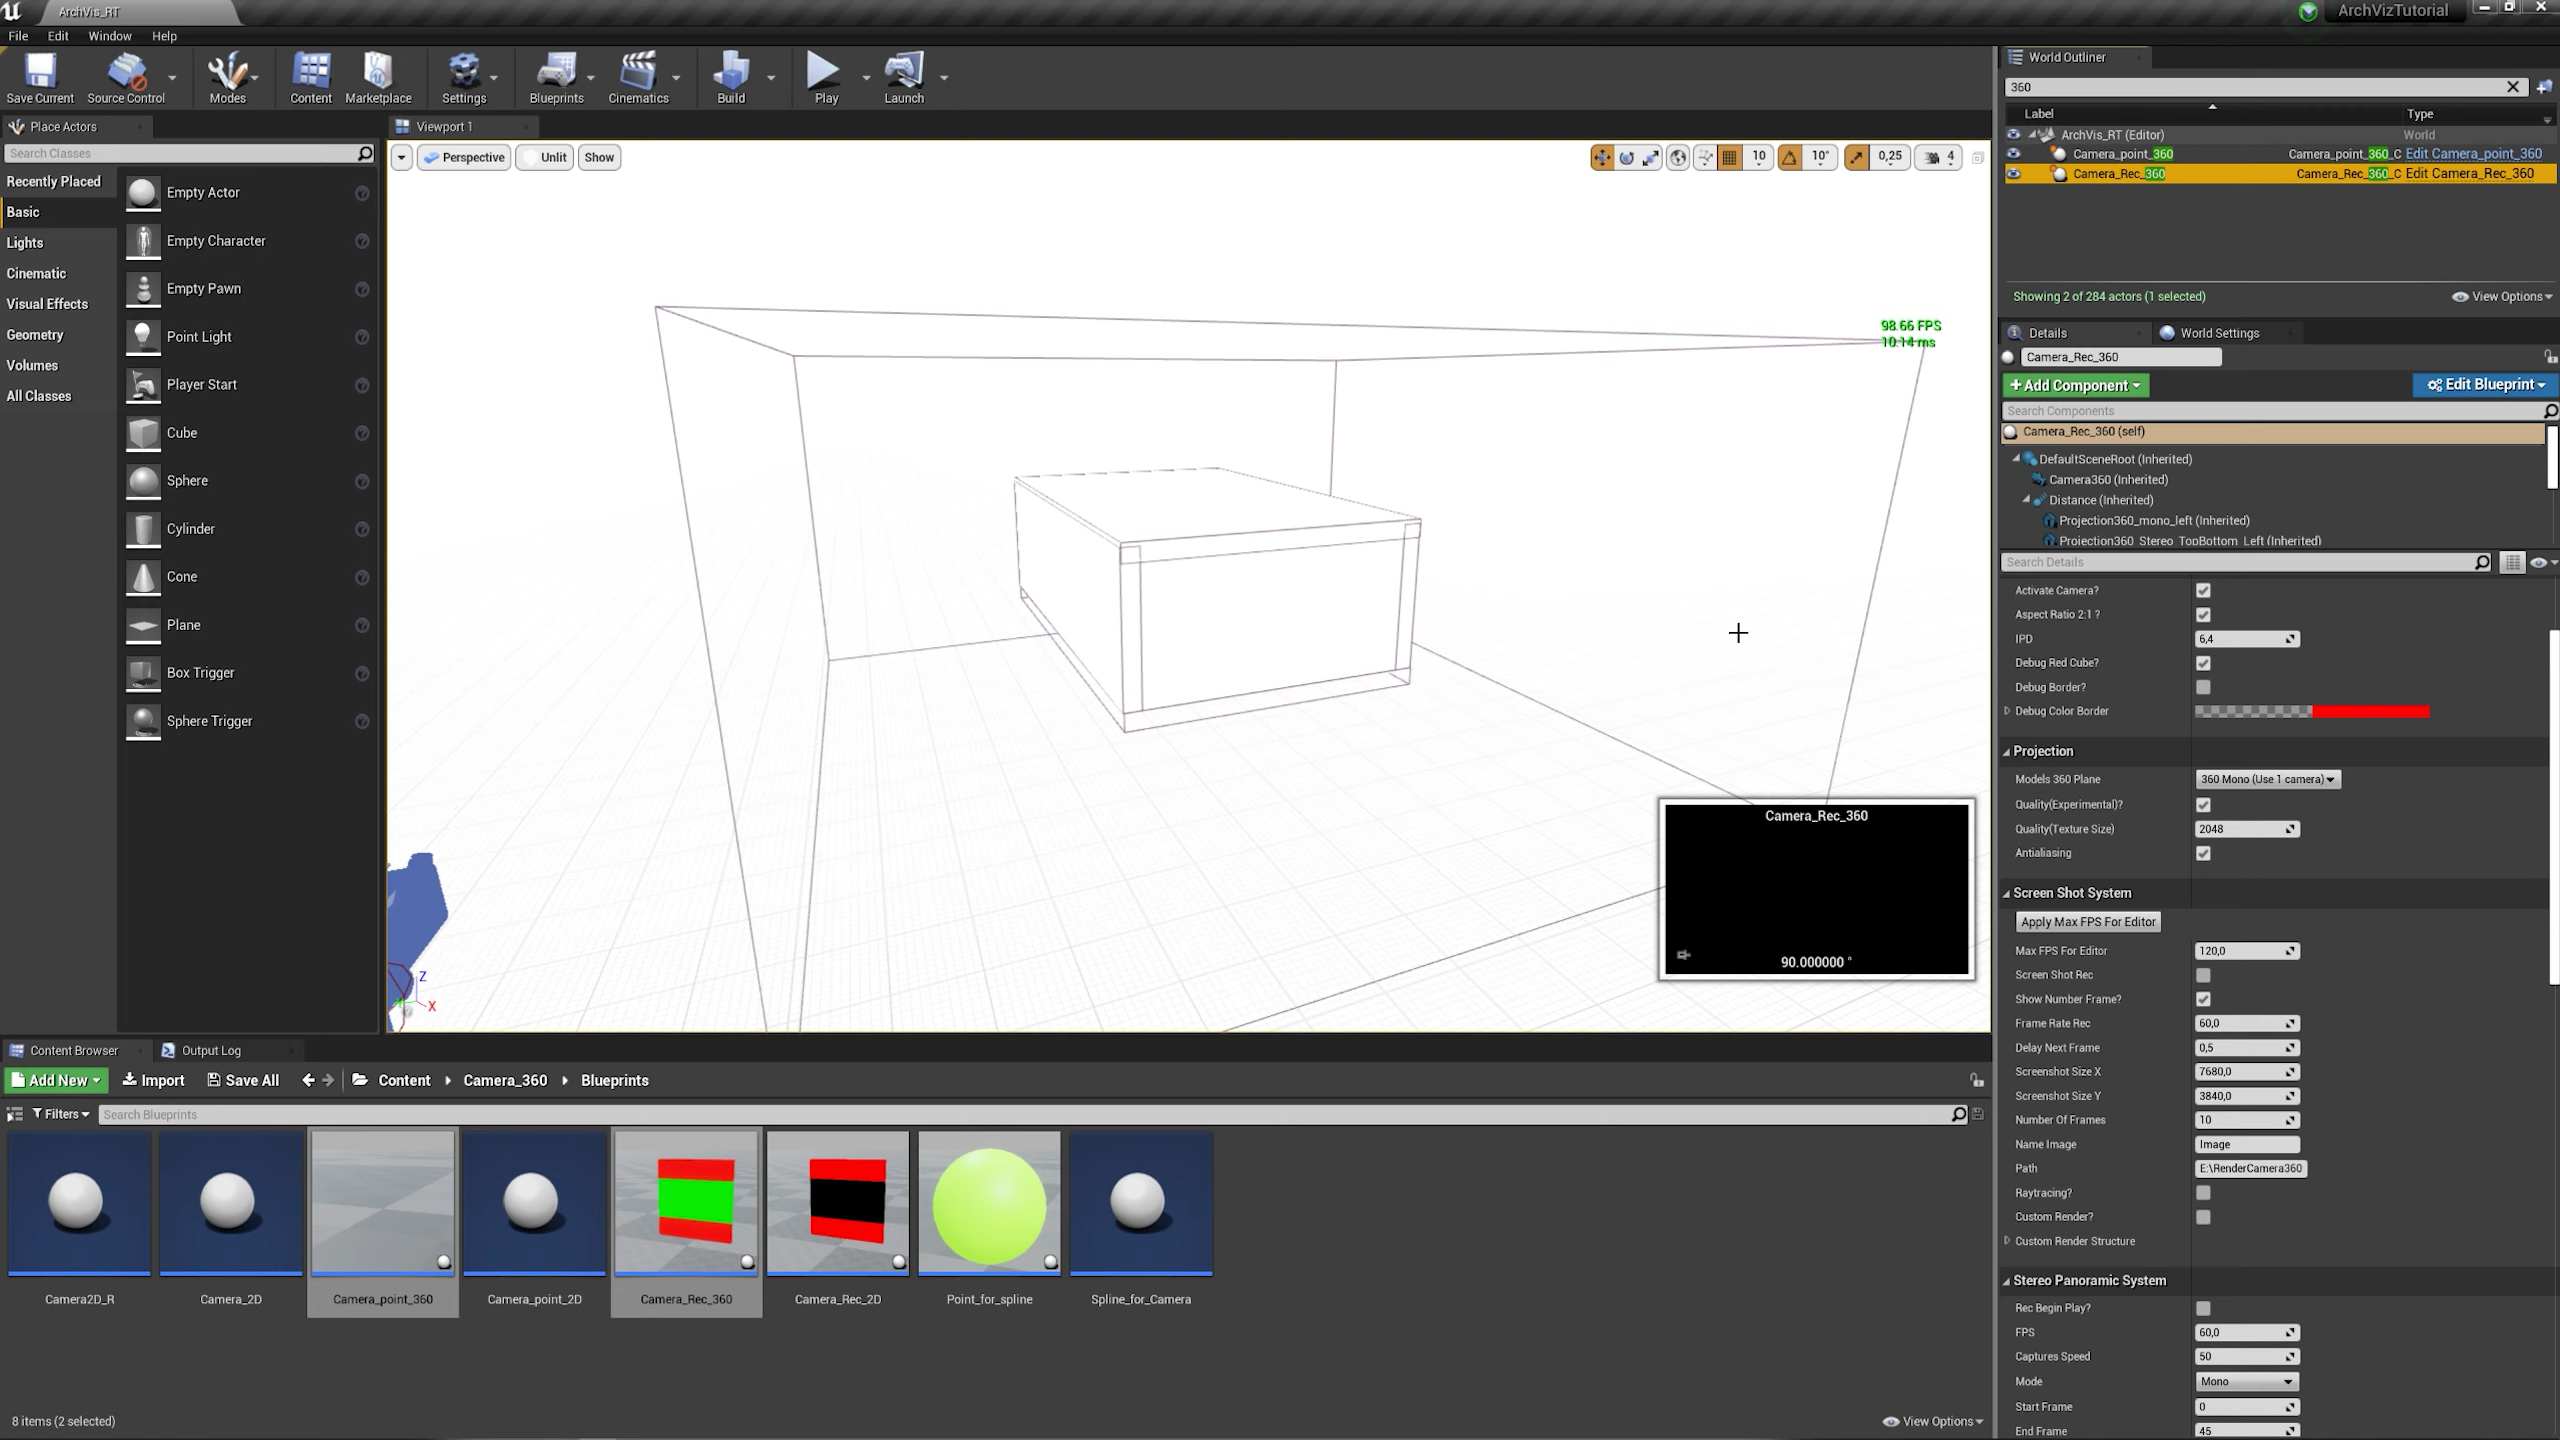 ArchVis_RT
ArchVizTutorial
File Edit Window Help
Save Current Source Control Modes Content Marketplace Settings Blueprints Cinematics Build Play Launch
Place Actors
Search Classes
Recently Placed
Basic
Lights
Cinematic
Visual Effects
Geometry
Volumes
All Classes
Empty Actor
Empty Character
Empty Pawn
Point Light
Player Start
Cube
Sphere
Cylinder
Cone
Plane
Box Trigger
Sphere Trigger
Viewport 1
Perspective Unlit Show
10 10° 0,25 4
98.66 FPS
10.14 ms
Camera_Rec_360
90.000000 °
Z
X
World Outliner
360
Label Type
ArchVis_RT (Editor) World
Camera_point_360 Camera_point_360_C Edit Camera_point_360
Camera_Rec_360 Camera_Rec_360_C Edit Camera_Rec_360
Showing 2 of 284 actors (1 selected) View Options
Details World Settings
Camera_Rec_360
+Add Component Edit Blueprint
Search Components
Camera_Rec_360 (self)
DefaultSceneRoot (Inherited)
Camera360 (Inherited)
Distance (Inherited)
Projection360_mono_left (Inherited)
Projection360_Stereo_TopBottom_Left (Inherited)
Search Details
Activate Camera?
Aspect Ratio 2:1 ?
IPD 6,4
Debug Red Cube?
Debug Border?
Debug Color Border
Projection
Models 360 Plane 360 Mono (Use 1 camera)
Quality(Experimental)?
Quality(Texture Size) 2048
Antialiasing
Screen Shot System
Apply Max FPS For Editor
Max FPS For Editor 120,0
Screen Shot Rec
Show Number Frame?
Frame Rate Rec 60,0
Delay Next Frame 0,5
Screenshot Size X 7680,0
Screenshot Size Y 3840,0
Number Of Frames 10
Name Image Image
Path E:\RenderCamera360
Raytracing?
Custom Render?
Custom Render Structure
Stereo Panoramic System
Rec Begin Play?
FPS 60,0
Captures Speed 50
Mode Mono
Start Frame 0
End Frame 45
Content Browser Output Log
Add New Import Save All Content Camera_360 Blueprints
Filters Search Blueprints
Camera2D_R Camera_2D Camera_point_360 Camera_point_2D Camera_Rec_360 Camera_Rec_2D Point_for_spline Spline_for_Camera
8 items (2 selected) View Options